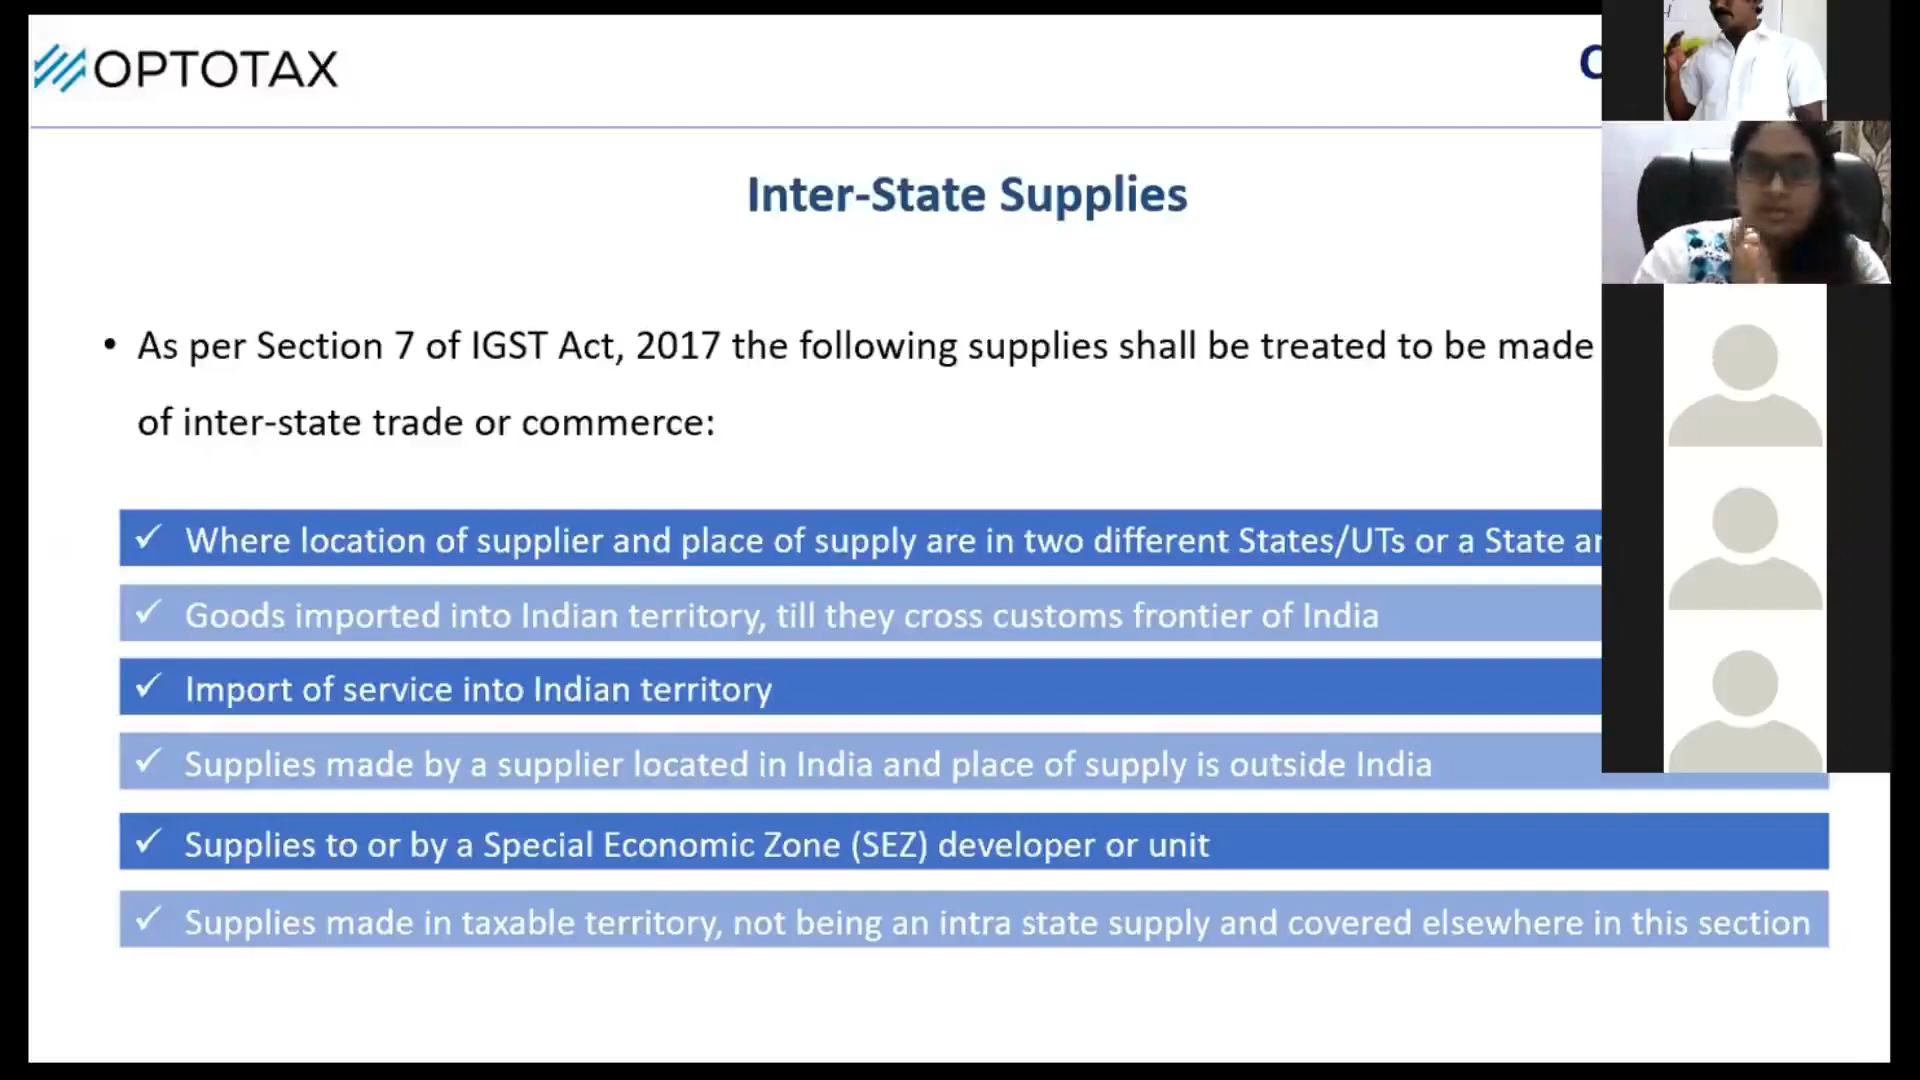 OPTOTAX
Inter-State Supplies
• As per Section 7 of IGST Act, 2017 the following supplies shall be treated to be made
of inter-state trade or commerce:
✓ Where location of supplier and place of supply are in two different States/UTs or a State
✓ Goods imported into Indian territory, till they cross customs frontier of India
✓ Import of service into Indian territory
✓ Supplies made by a supplier located in India and place of supply is outside India
✓ Supplies to or by a Special Economic Zone (SEZ) developer or unit
✓ Supplies made in taxable territory, not being an intra state supply and covered elsewhere in this section